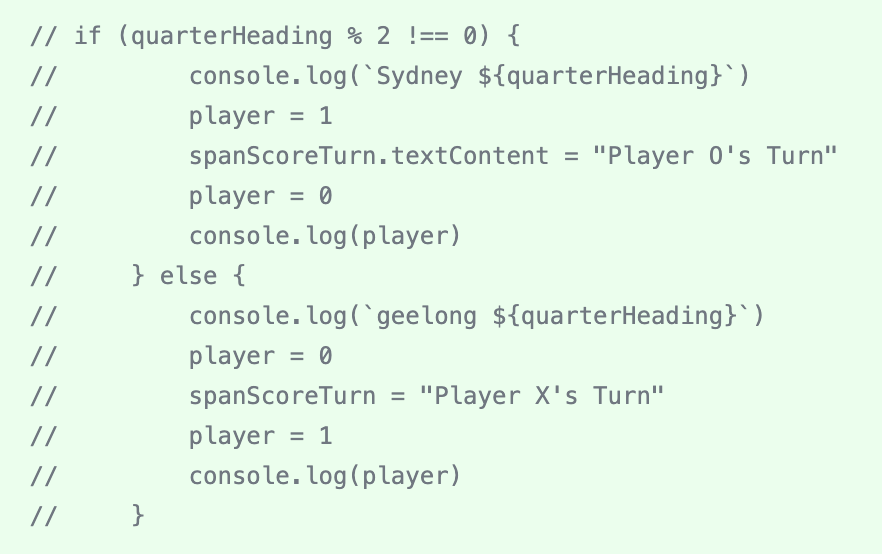 // if (quarterHeading % 2 !== 0) {
//         console.log(`Sydney ${quarterHeading}`)
//         player = 1
//         spanScoreTurn.textContent = "Player O's Turn"
//         player = 0
//         console.log(player)
//     } else {
//         console.log(`geelong ${quarterHeading}`)
//         player = 0
//         spanScoreTurn = "Player X's Turn"
//         player = 1
//         console.log(player)
//     }